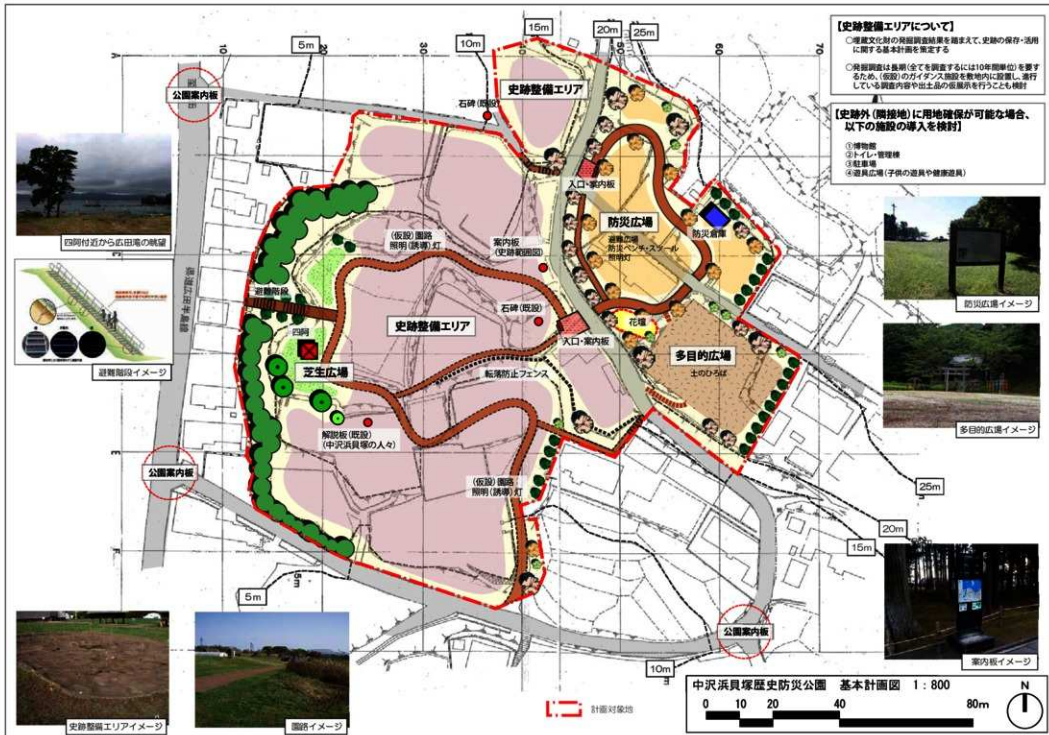 15m
20m
25m
10m
5m
40
50
70
10
20
30
【史跡整備エリアについて】
○埋蔵文化財の発掘調査結果を踏まえて、史跡の保存・活用
に関する基本計画を策定する
○発掘調査は長期(全てを調査するには10年間単位)を要す
るため、(仮設)のガイダンス施設を敷地内に設置し、進行
している調査内容や出土品の仮展示を行うことも検討
【史跡外(隣接地)に用地確保が可能な場合、
以下の施設の導入を検討】
①博物館
②トイレ・管理棟
③駐車場
④遊具広場(子供の遊具や健康遊具)
公園案内板
石碑(既設)
史跡整備エリア
入口・案内板
防災広場
避難広場
防災ベンチ・スツール
照明灯
防災倉庫
四阿付近から広田湾の眺望
(仮設)園路
照明(誘導)灯
案内板
(史跡範囲図)
防災広場イメージ
避難階段
石碑(既設)
史跡整備エリア
花壇
入口・案内板
多目的広場
土のひろば
四阿
芝生広場
転落防止フェンス
避難階段イメージ
多目的広場イメージ
解説板(既設)
(中沢浜貝塚の人々)
公園案内板
(仮設)園路
照明(誘導)灯
25m
20m
15m
5m
5m
公園案内板
10m
案内板イメージ
史跡整備エリアイメージ
園路イメージ
計画対象地
中沢浜貝塚歴史防災公園 基本計画図 1:800
0 10 20 40 80m
N